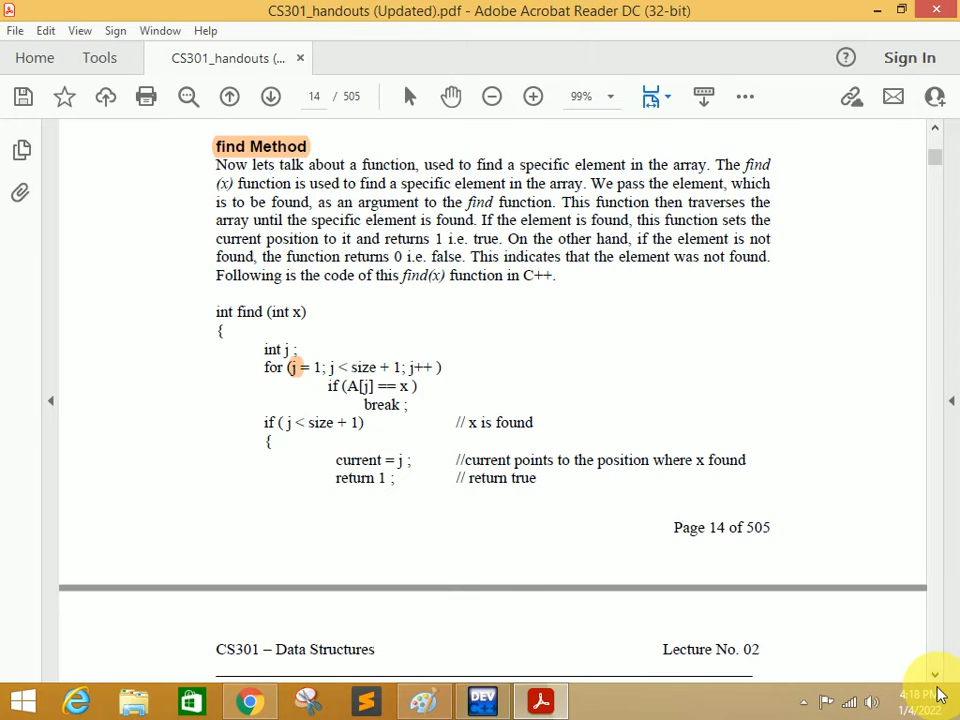 CS301_handouts (Updated).pdf - Adobe Acrobat Reader DC (32-bit)
File Edit View Sign Window Help
Home Tools CS301_handouts (... × Sign In
14 / 505 99%
find Method
Now lets talk about a function, used to find a specific element in the array. The find
(x) function is used to find a specific element in the array. We pass the element, which
is to be found, as an argument to the find function. This function then traverses the
array until the specific element is found. If the element is found, this function sets the
current position to it and returns 1 i.e. true. On the other hand, if the element is not
found, the function returns 0 i.e. false. This indicates that the element was not found.
Following is the code of this find(x) function in C++.
int find (int x)
{
int j ;
for (j = 1; j < size + 1; j++ )
if (A[j] == x )
break ;
if ( j < size + 1) // x is found
{
current = j ; //current points to the position where x found
return 1 ; // return true
Page 14 of 505
CS301 – Data Structures Lecture No. 02
DEV
4:18 PM
1/4/2022